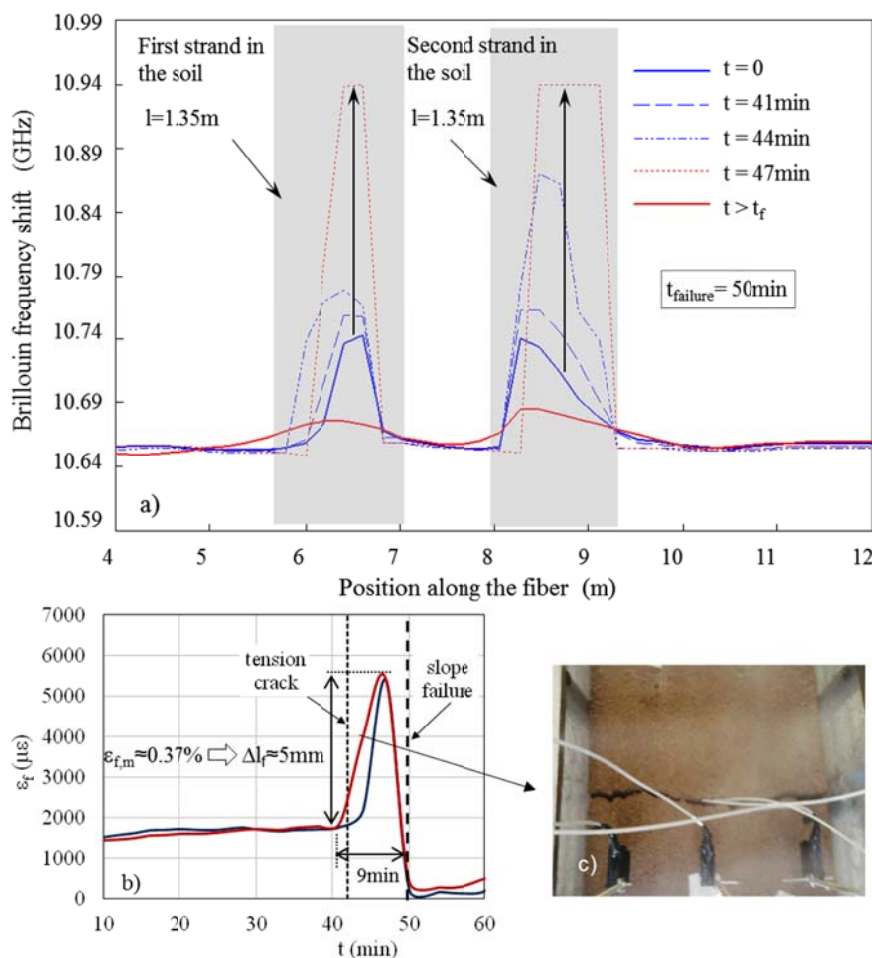 10.99
10.94
10.89
10.84
10.79
10.74
10.69
10.64
10.59
Brillouin frequency shift (GHz)
First strand in
the soil
l=1.35m
Second strand in
the soil
l=1.35m
t = 0
t = 41min
t = 44min
t = 47min
t > tf
tfailure= 50min
a)
4 5 6 7 8 9 10 11 12
Position along the fiber (m)
7000
6000
5000
4000
3000
2000
1000
0
εf (με)
tension
crack
slope
failure
εf,m≈0.37% ⇨ Δlf≈5mm
9min
b)
10 20 30 40 50 60
t (min)
c)